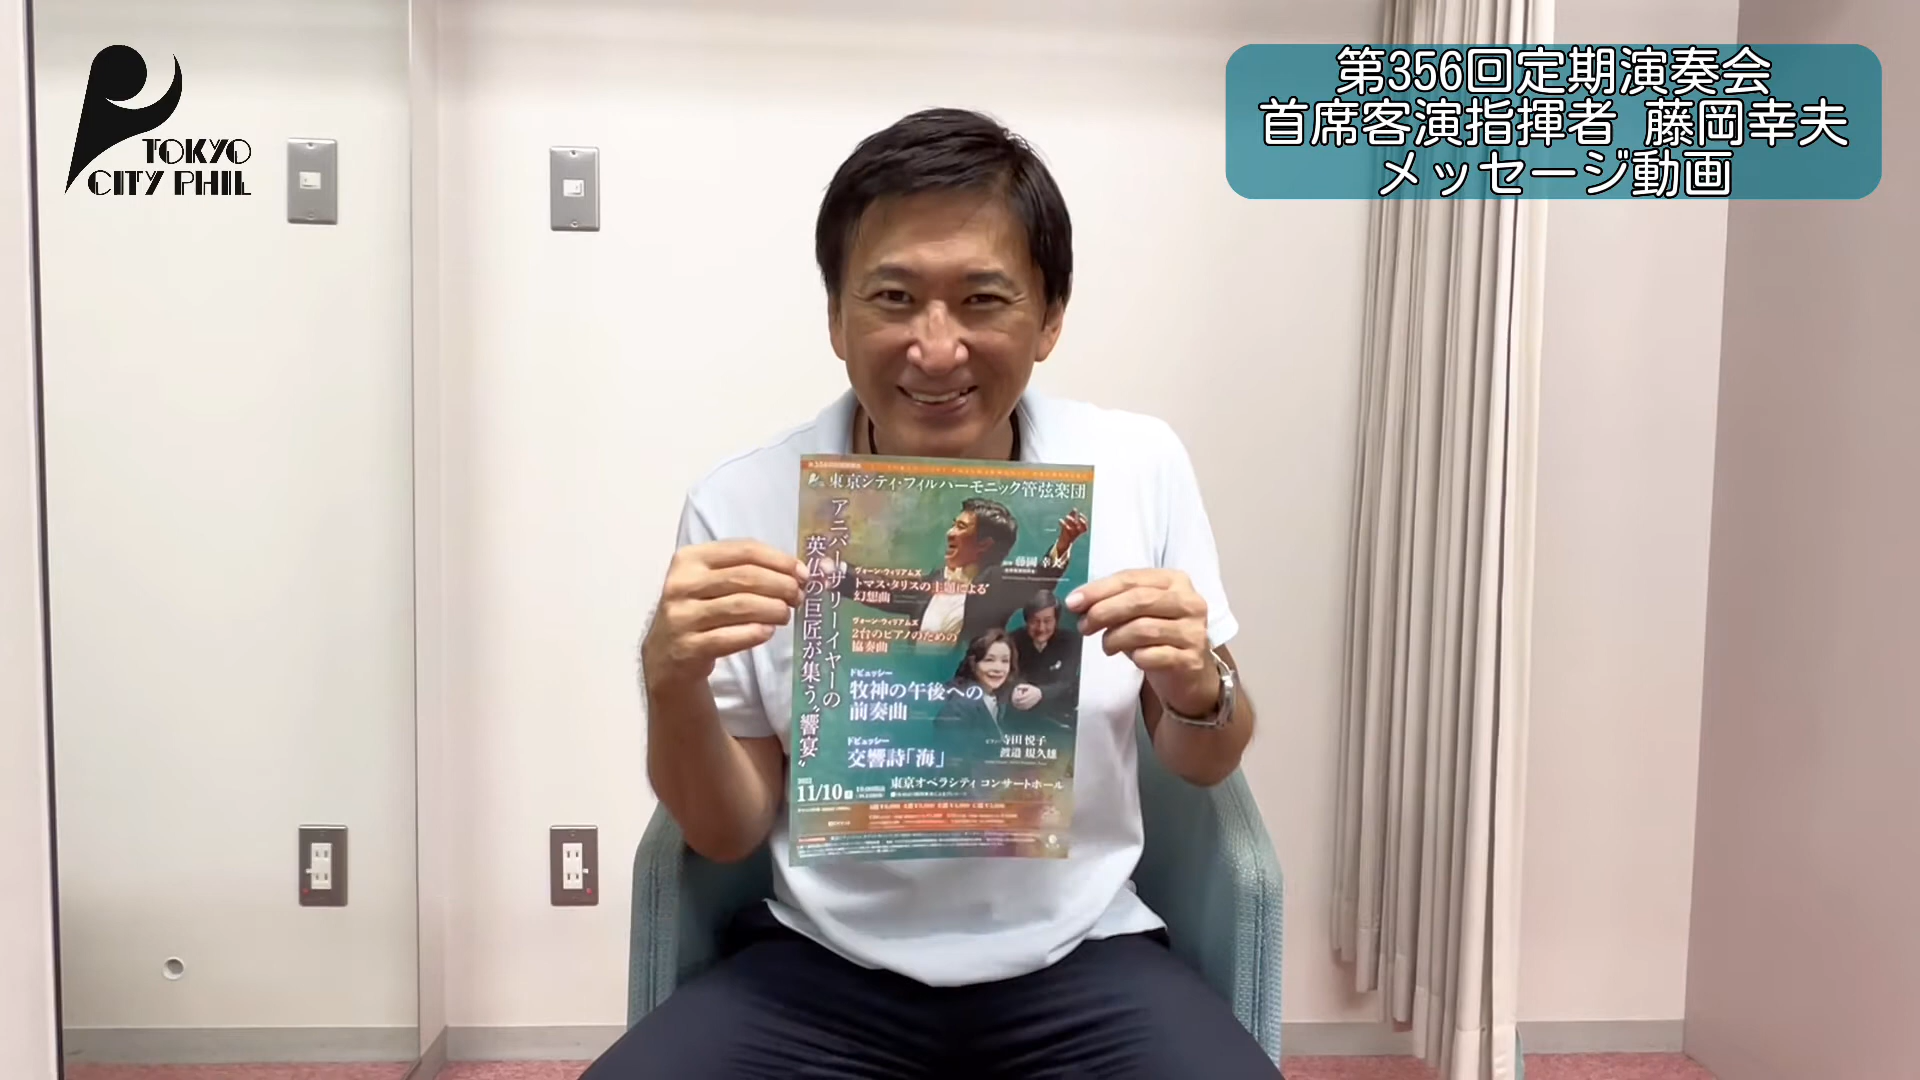 TOKYO
CITY PHIL
第356回定期演奏会
首席客演指揮者 藤岡幸夫
メッセージ動画
東京シティ・フィルハーモニック管弦楽団
アニバーサリーイヤーの
英仏の巨匠が集う〝響宴〟
藤岡 幸夫
ヴォーン・ウィリアムズ
トマス・タリスの主題による
幻想曲
ヴォーン・ウィリアムズ
2台のピアノのための
協奏曲
ドビュッシー
牧神の午後への
前奏曲
ドビュッシー
交響詩「海」
ピアノ 寺田 悦子
渡邉 規久雄
2022
11/10
東京オペラシティ コンサートホール